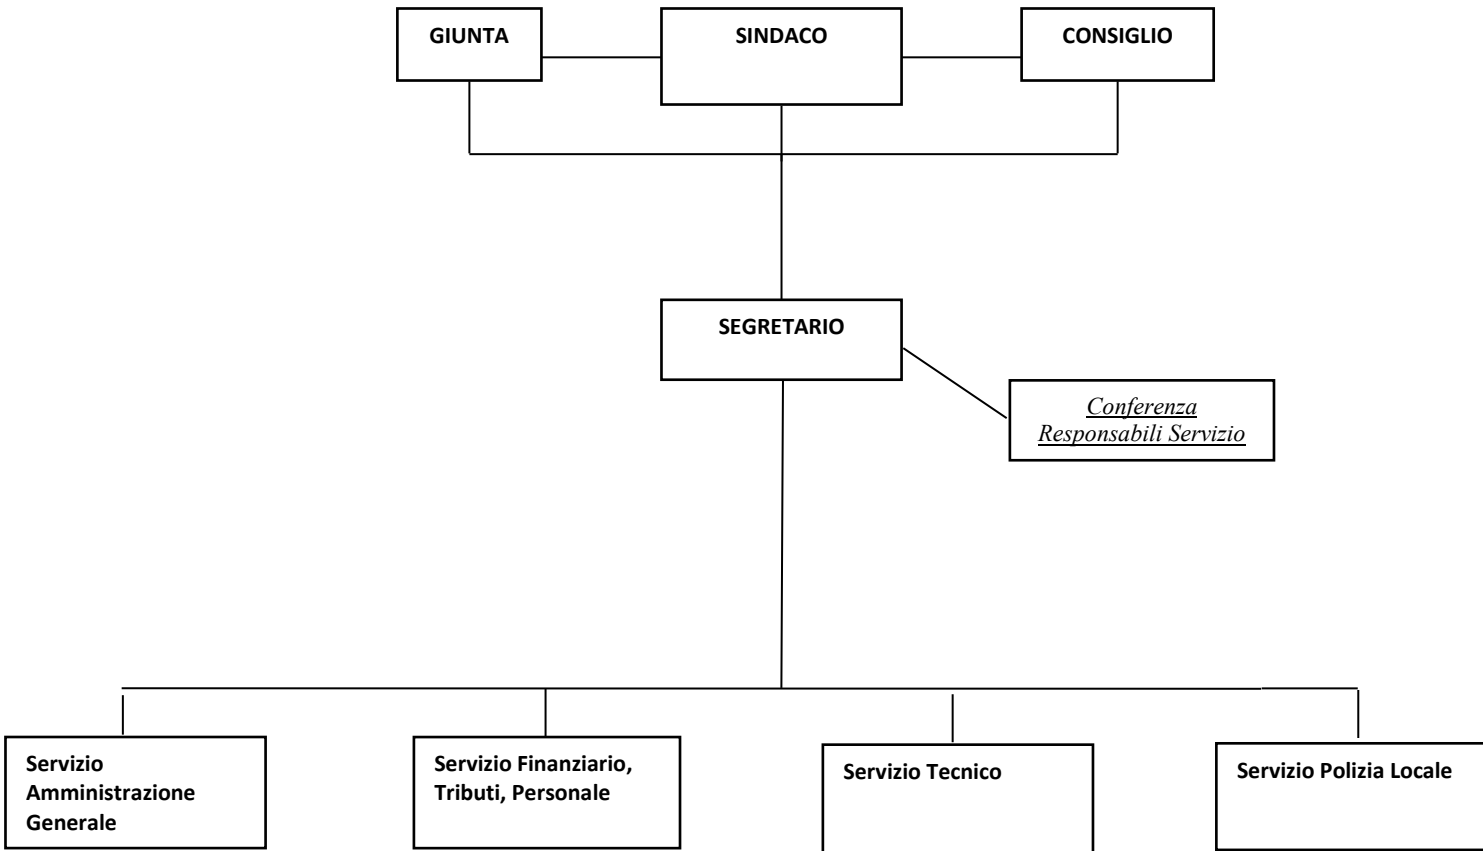 GIUNTA
SINDACO
CONSIGLIO
SEGRETARIO
Conferenza
Responsabili Servizio
Servizio
Amministrazione
Generale
Servizio Finanziario,
Tributi, Personale
Servizio Tecnico
Servizio Polizia Locale